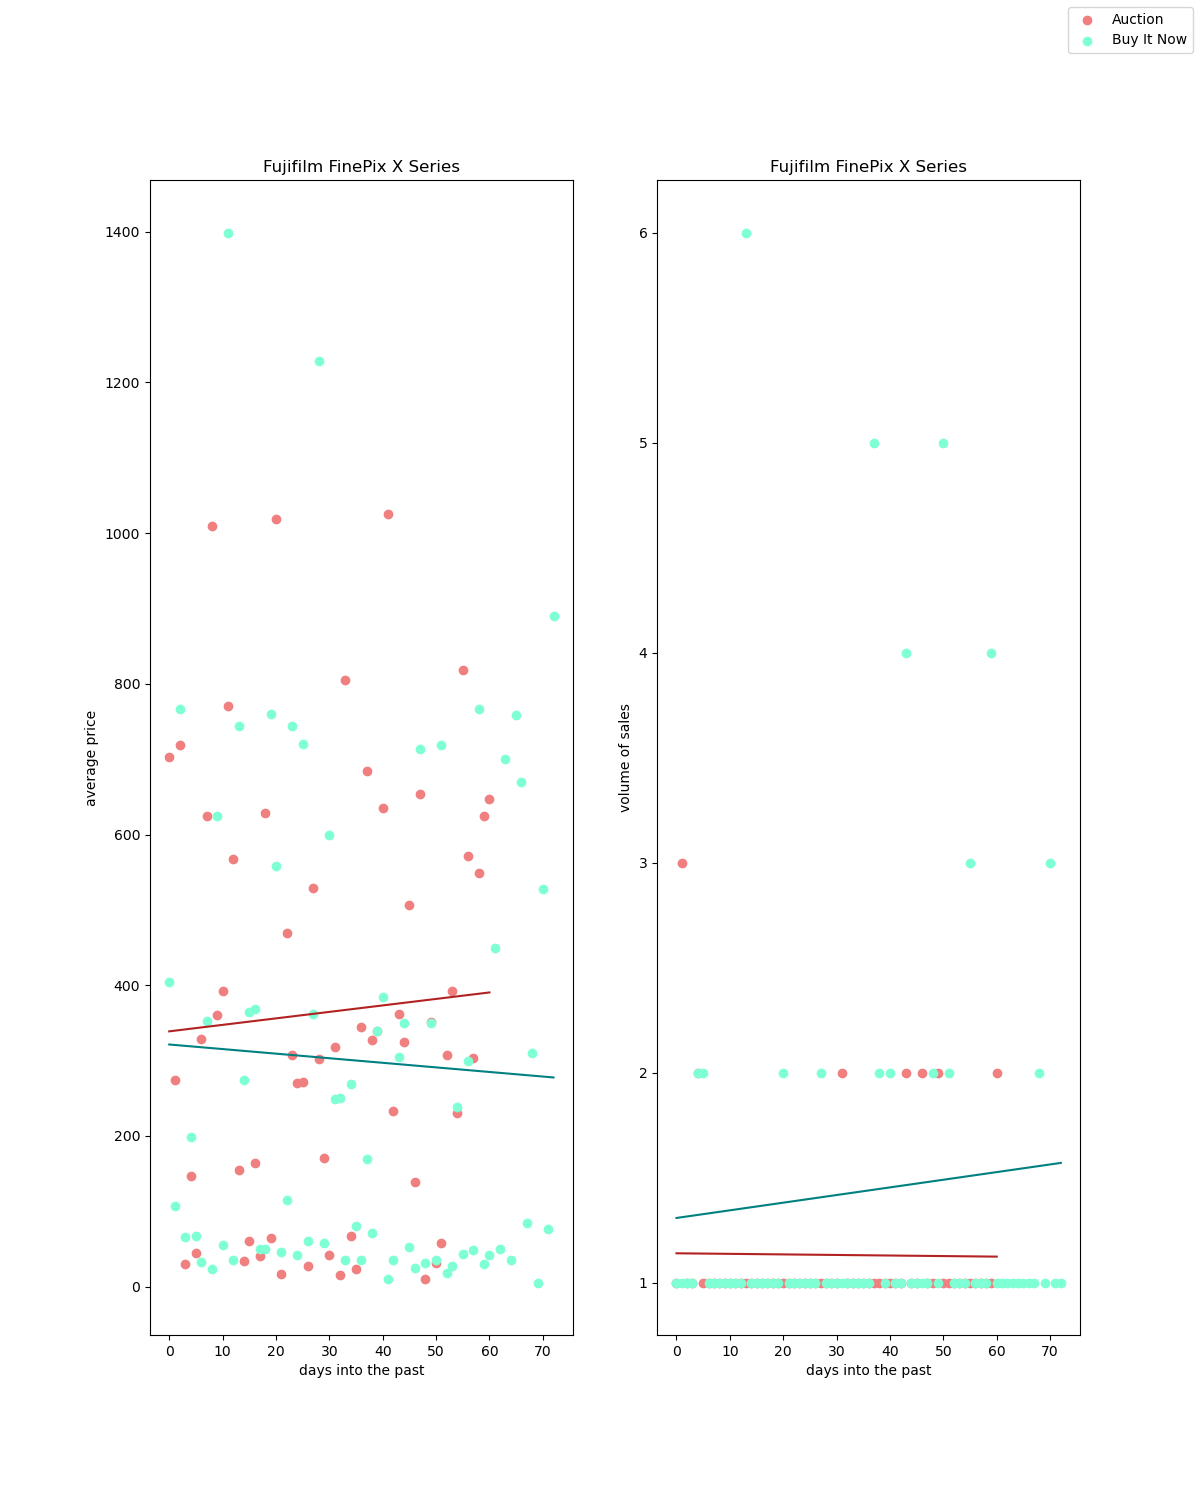 Auction
Buy It Now
Fujifilm FinePix X Series
1400
1200
1000
800
600
400
200
0
average price
0 10 20 30 40 50 60 70
days into the past
Fujifilm FinePix X Series
6
5
4
3
2
1
volume of sales
0 10 20 30 40 50 60 70
days into the past